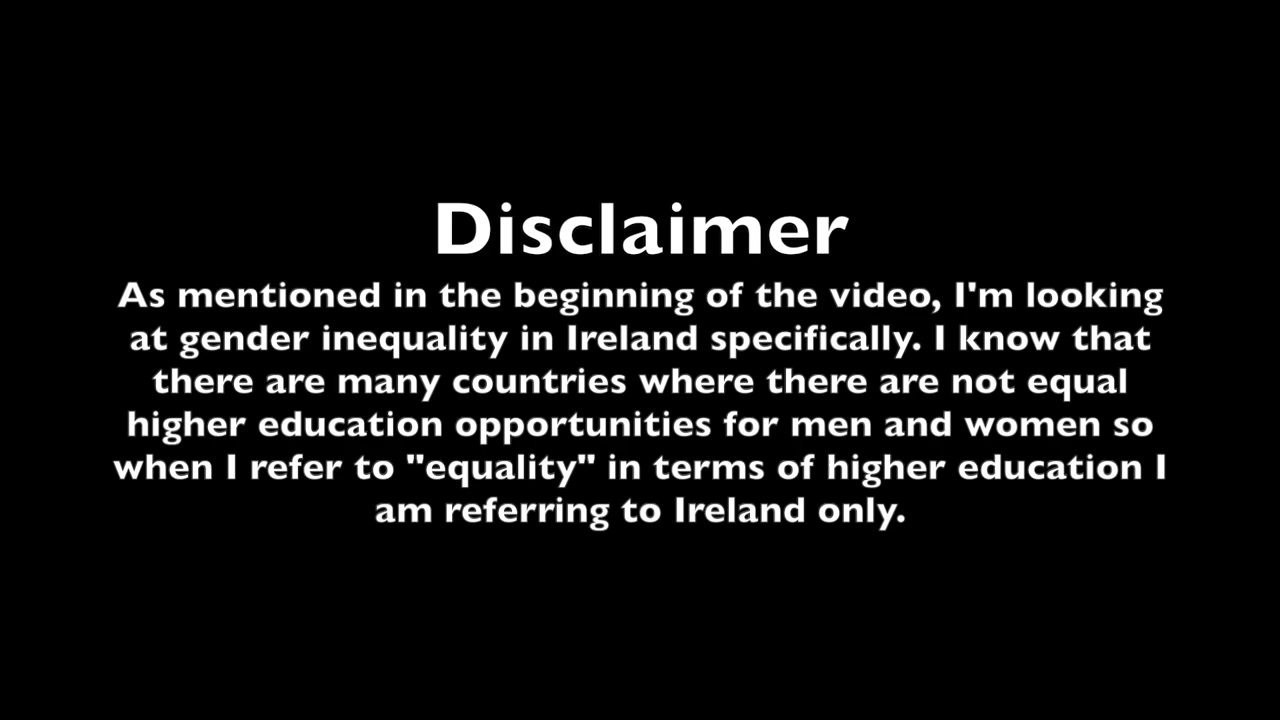 Disclaimer
As mentioned in the beginning of the video, I'm looking
at gender inequality in Ireland specifically. I know that
there are many countries where there are not equal
higher education opportunities for men and women so
when I refer to "equality" in terms of higher education I
am referring to Ireland only.